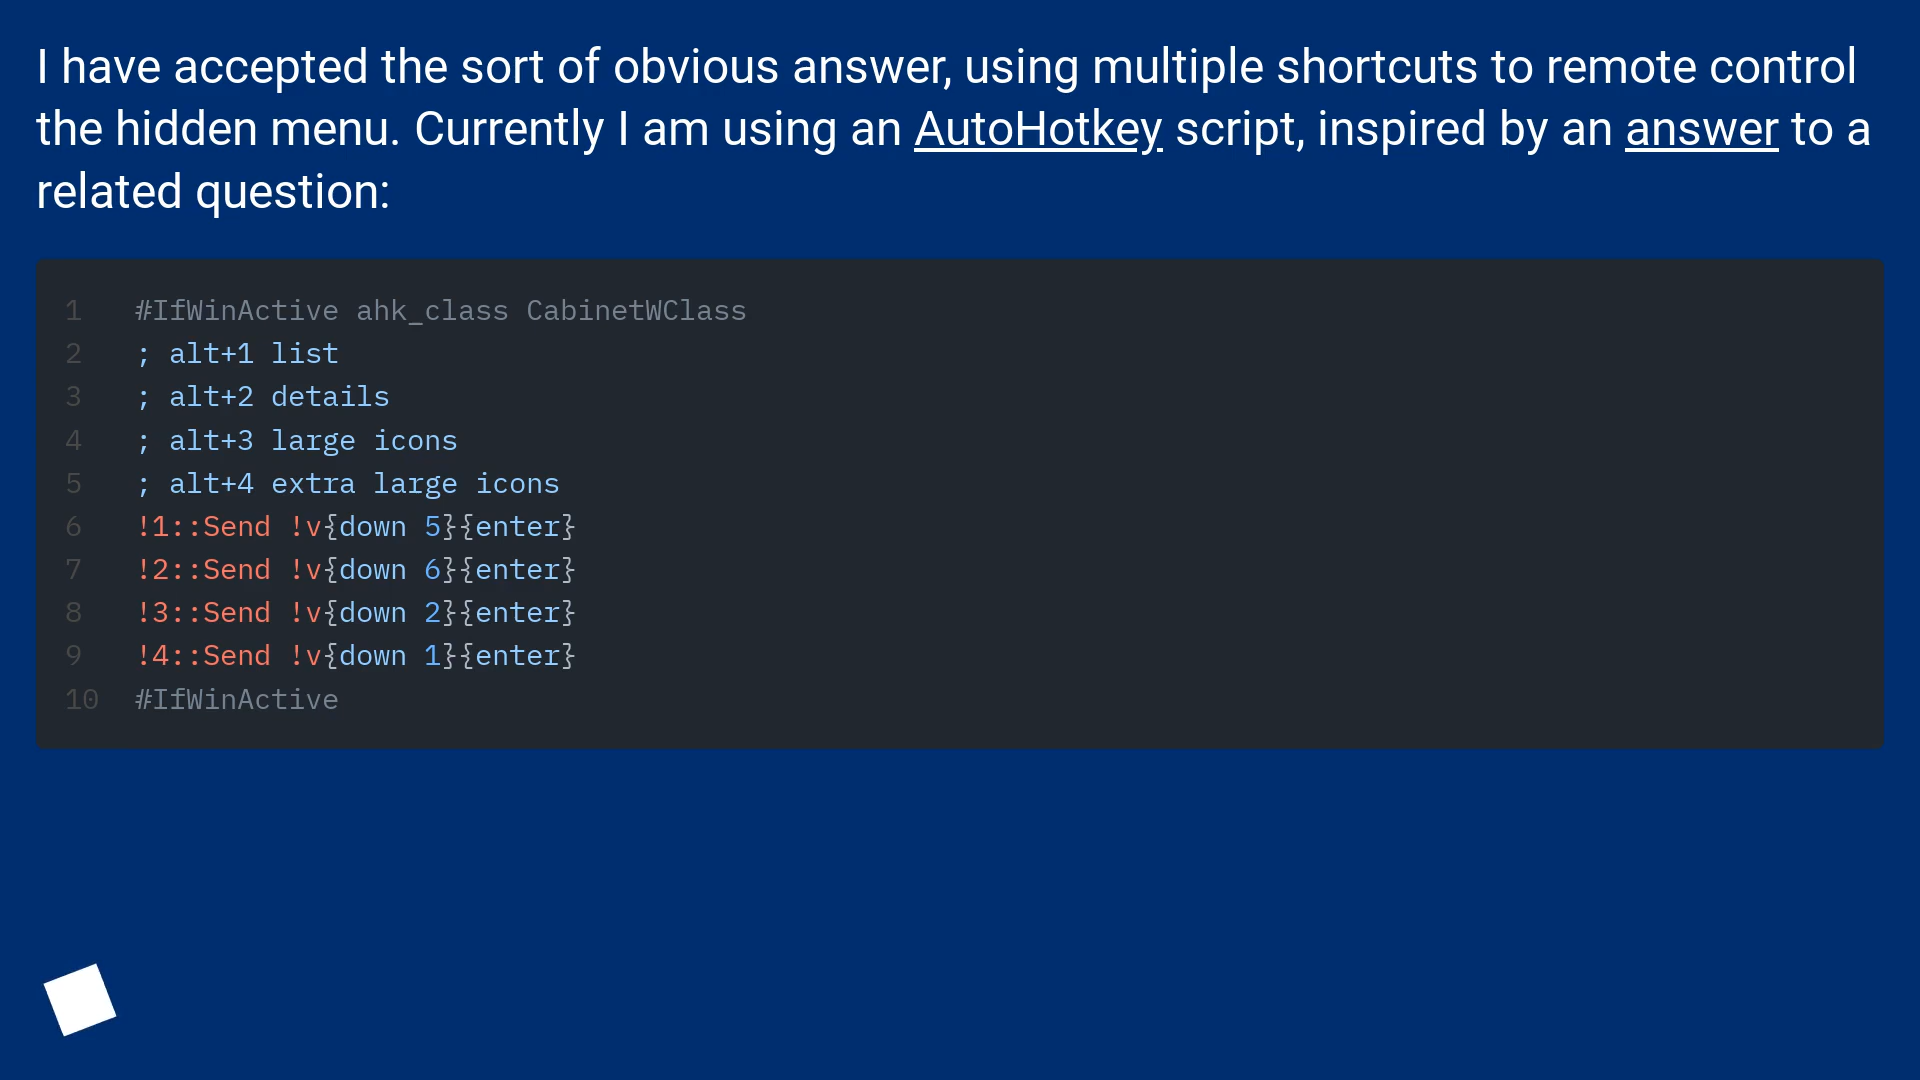 I have accepted the sort of obvious answer, using multiple shortcuts to remote control
the hidden menu. Currently I am using an AutoHotkey script, inspired by an answer to a
related question:
1 #IfWinActive ahk_class CabinetWClass
2 ; alt+1 list
3 ; alt+2 details
4 ; alt+3 large icons
5 ; alt+4 extra large icons
6 !1::Send !v{down 5}{enter}
7 !2::Send !v{down 6}{enter}
8 !3::Send !v{down 2}{enter}
9 !4::Send !v{down 1}{enter}
10 #IfWinActive